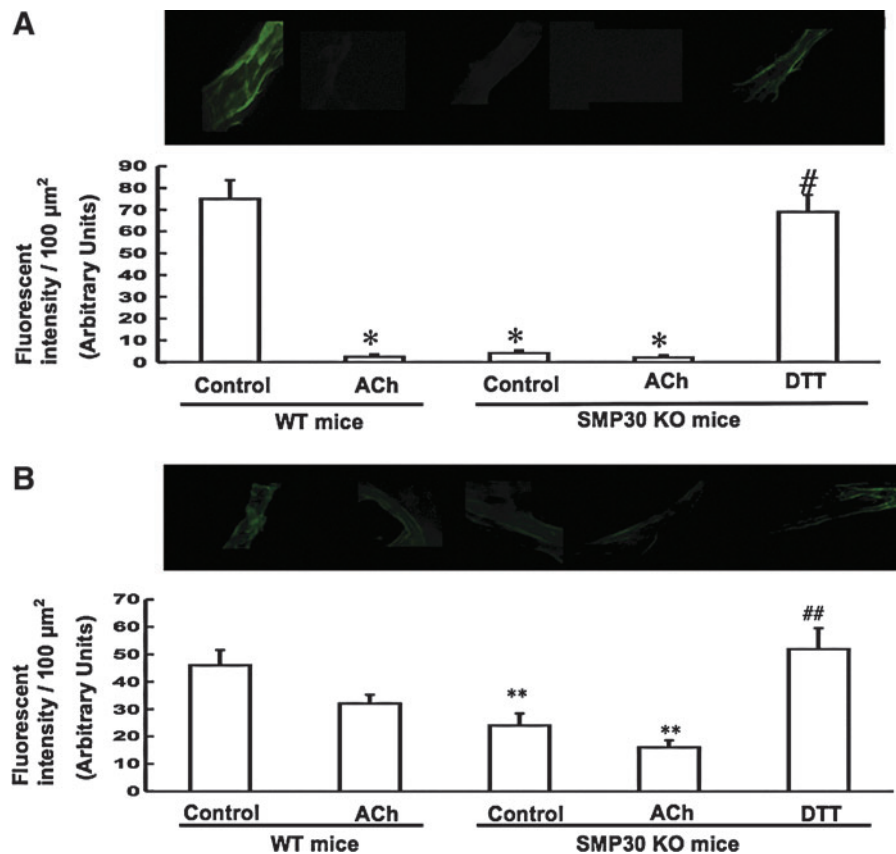 A
Fluorescent
intensity / 100 µm²
(Arbitrary Units)
90
80
70
60
50
40
30
20
10
0
*
*
*
#
Control
ACh
Control
ACh
DTT
WT mice
SMP30 KO mice
B
Fluorescent
intensity / 100 µm²
(Arbitrary Units)
70
60
50
40
30
20
10
0
**
**
##
Control
ACh
Control
ACh
DTT
WT mice
SMP30 KO mice